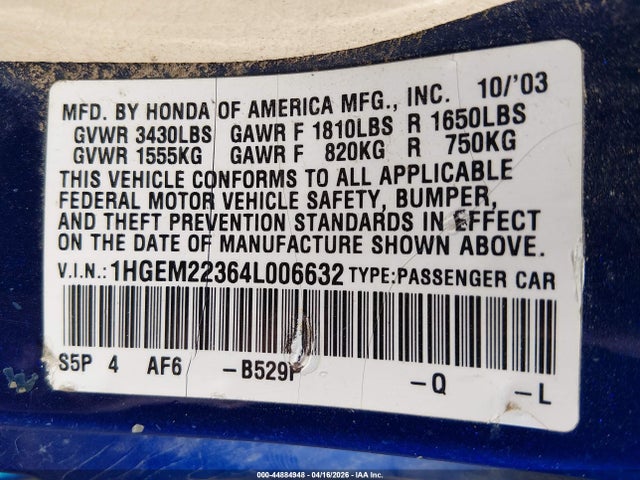 MFD. BY HONDA OF AMERICA MFG., INC. 10/'03
GVWR 3430LBS GAWR F 1810LBS R 1650LBS
GVWR 1555KG GAWR F 820KG R 750KG
THIS VEHICLE CONFORMS TO ALL APPLICABLE
FEDERAL MOTOR VEHICLE SAFETY, BUMPER,
AND THEFT PREVENTION STANDARDS IN EFFECT
ON THE DATE OF MANUFACTURE SHOWN ABOVE.
V.I.N.: 1HGEM22364L006632 TYPE:PASSENGER CAR
S5P 4 AF6 -B529P -Q -L
000-44884948 - 04/16/2026 - IAA Inc.